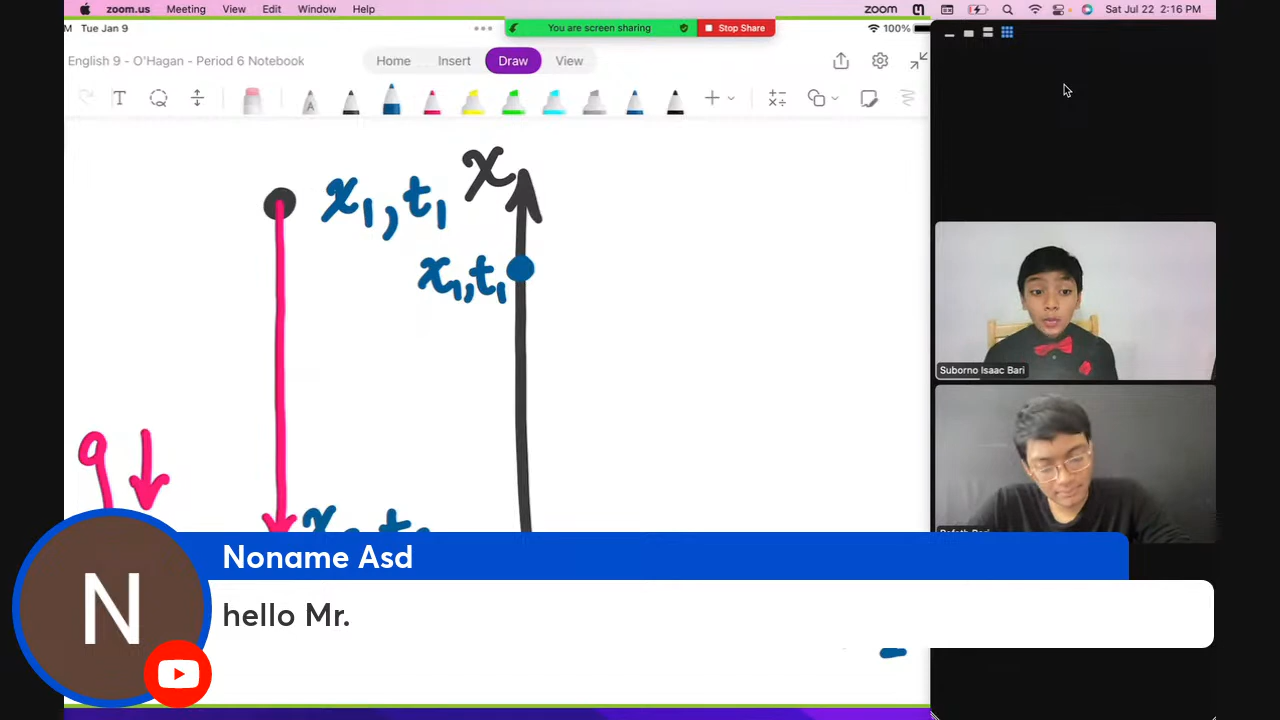 zoom.us Meeting View Edit Window Help
zoom
Sat Jul 22 2:16 PM
M Tue Jan 9
You are screen sharing
Stop Share
100%
English 9 - O'Hagan - Period 6 Notebook
Home Insert Draw View
T
A
x
x1, t1
x1, t1
g
Suborno Isaac Bari
N
Noname Asd
hello Mr.